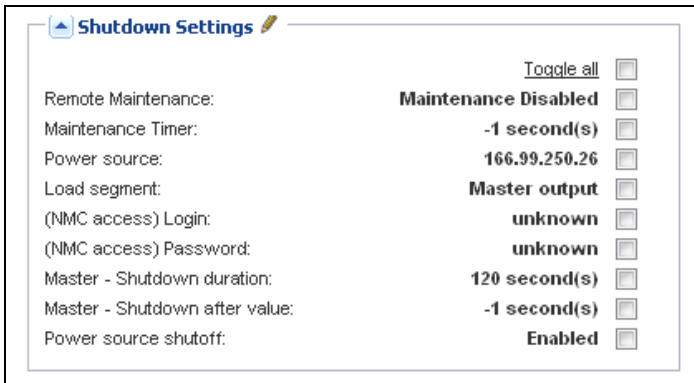 Shutdown Settings
Toggle all
Remote Maintenance: Maintenance Disabled
Maintenance Timer: -1 second(s)
Power source: 166.99.250.26
Load segment: Master output
(NMC access) Login: unknown
(NMC access) Password: unknown
Master - Shutdown duration: 120 second(s)
Master - Shutdown after value: -1 second(s)
Power source shutoff: Enabled